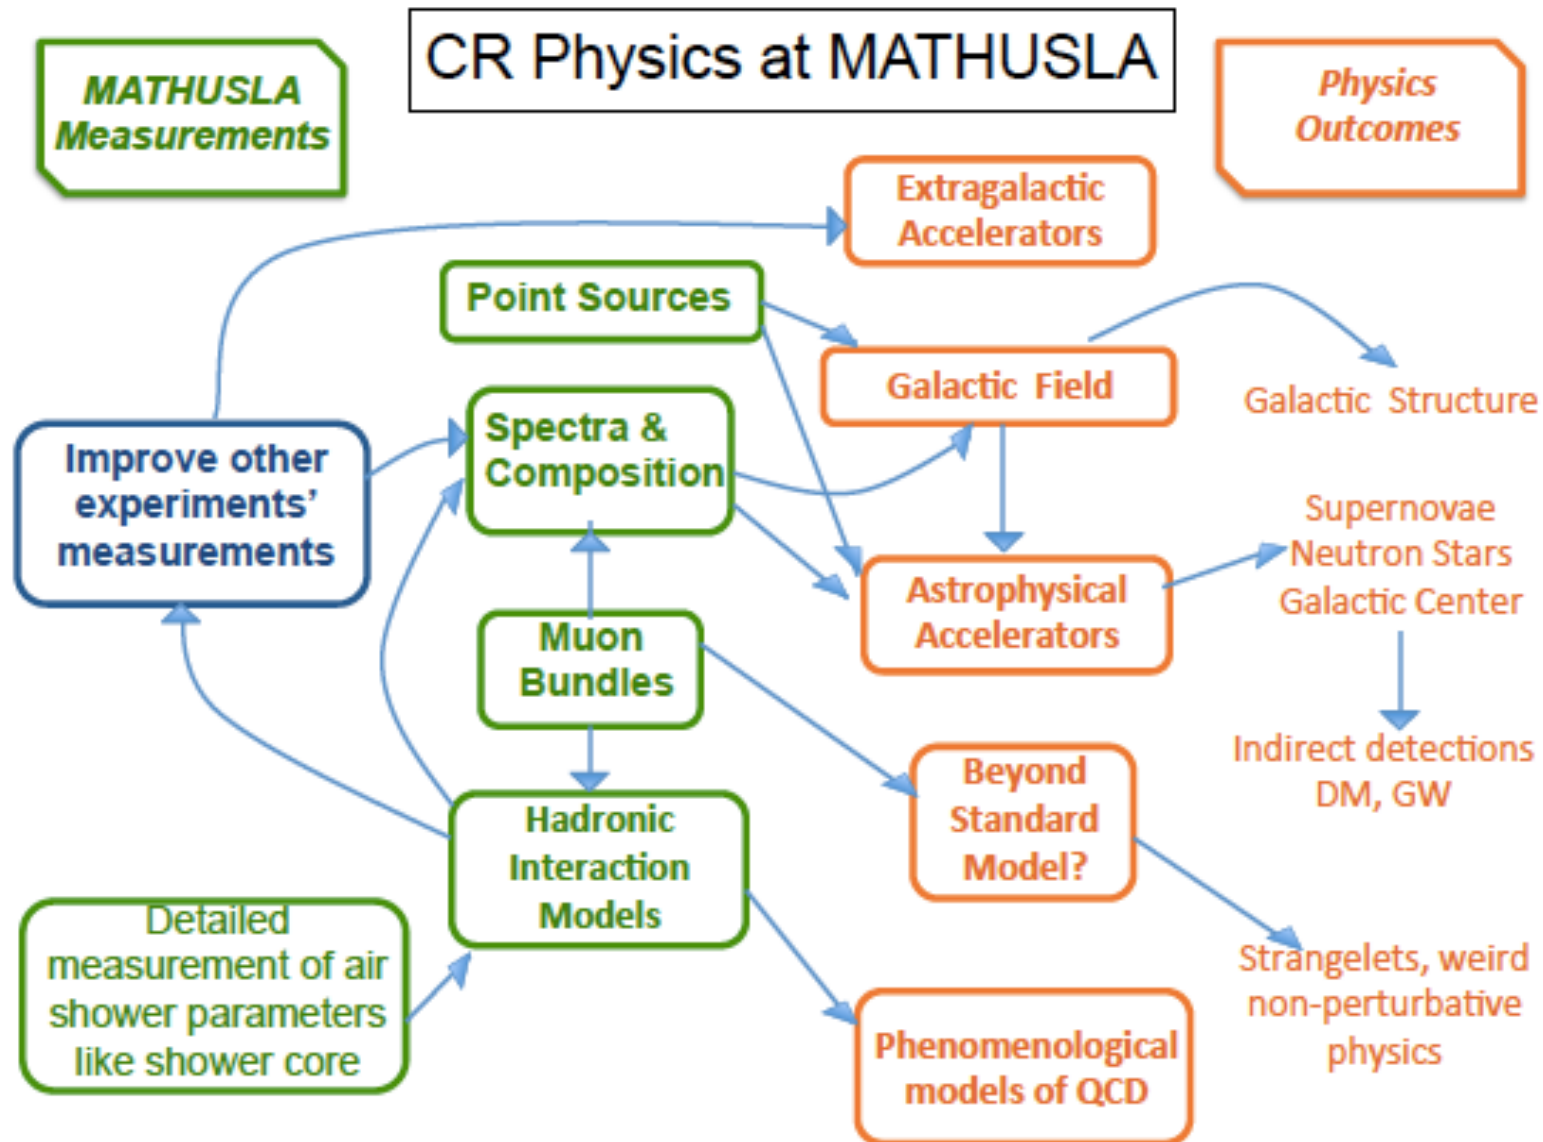 CR Physics at MATHUSLA
MATHUSLA
Measurements
Physics
Outcomes
Extragalactic
Accelerators
Point Sources
Galactic Field
Galactic Structure
Spectra &
Composition
Improve other
experiments’
measurements
Supernovae
Neutron Stars
Galactic Center
Astrophysical
Accelerators
Muon
Bundles
Indirect detections
DM, GW
Beyond
Standard
Model?
Hadronic
Interaction
Models
Detailed
measurement of air
shower parameters
like shower core
Strangelets, weird
non-perturbative
physics
Phenomenological
models of QCD